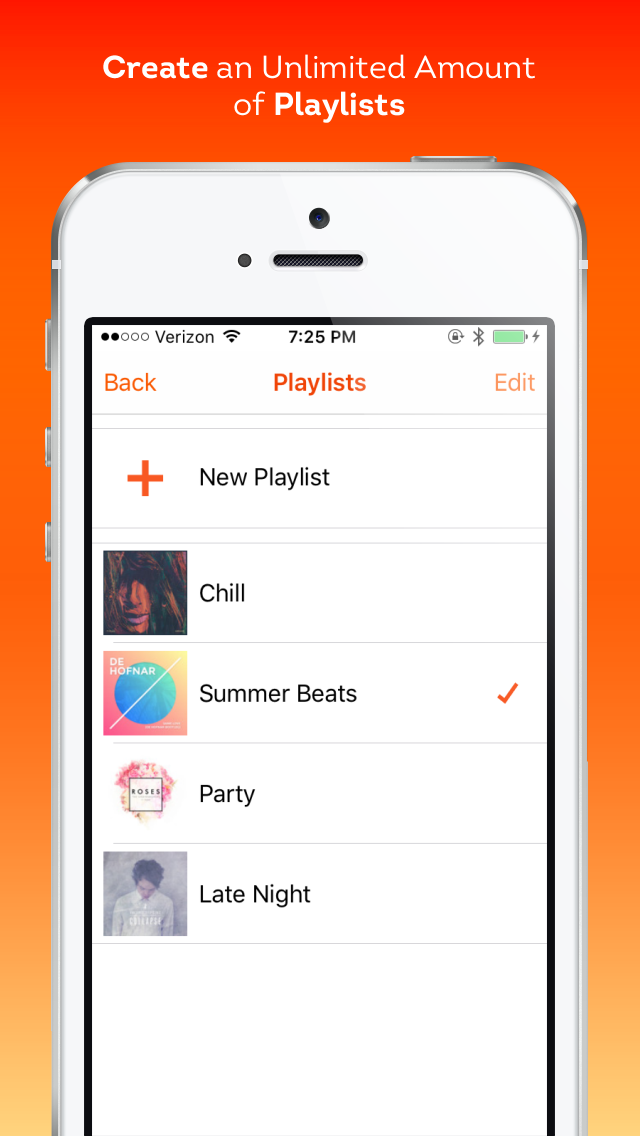 Create an Unlimited Amount
of Playlists
Verizon 7:25 PM
Back Playlists Edit
New Playlist
Chill
DE
HOFNAR
Summer Beats
ROSES
Party
Late Night